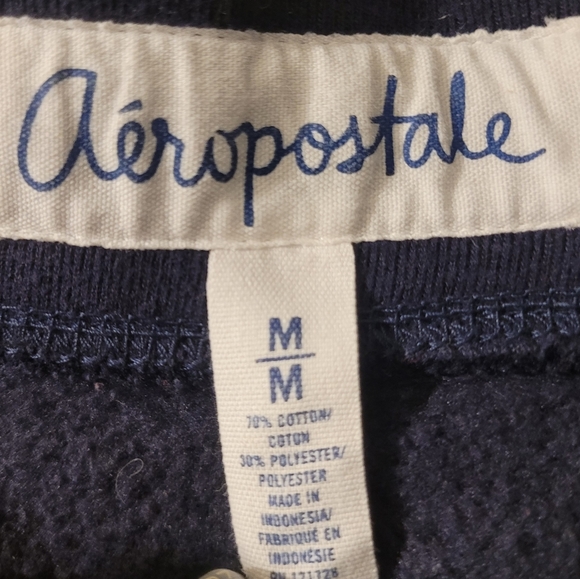 aéropostale
M
M
70% COTTON/
COTON
30% POLYESTER/
POLYESTER
MADE IN
INDONESIA/
FABRIQUÉ EN
INDONÉSIE